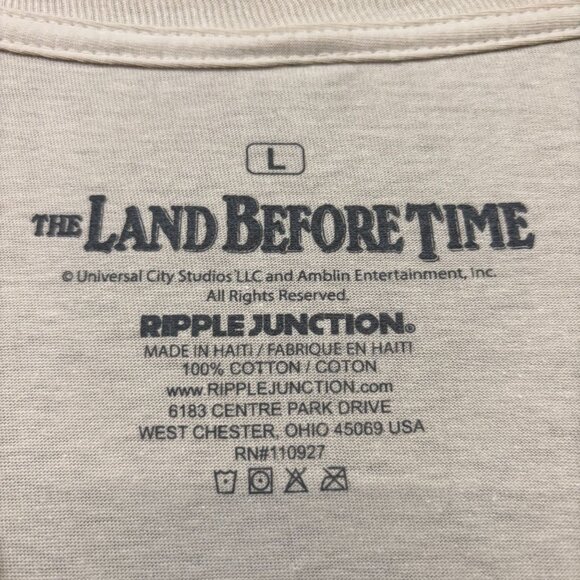 L
THE LAND BEFORE TIME
© Universal City Studios LLC and Amblin Entertainment, Inc.
All Rights Reserved.
RIPPLE JUNCTION®
MADE IN HAITI / FABRIQUE EN HAITI
100% COTTON / COTON
www.RIPPLEJUNCTION.com
6183 CENTRE PARK DRIVE
WEST CHESTER, OHIO 45069 USA
RN#110927